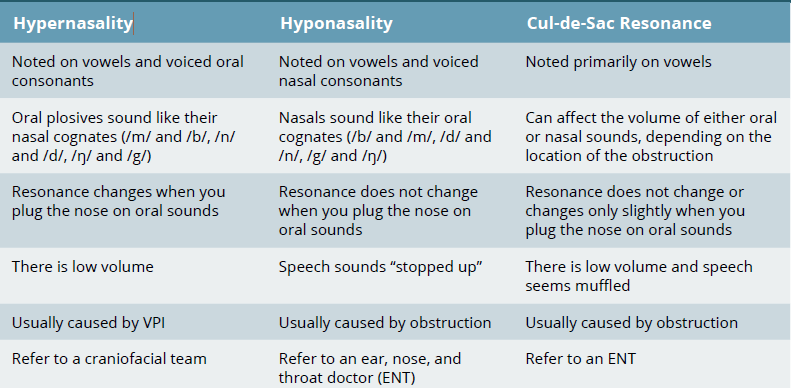 Hypernasality
Hyponasality
Cul-de-Sac Resonance
Noted on vowels and voiced oral
consonants
Noted on vowels and voiced
nasal consonants
Noted primarily on vowels
Oral plosives sound like their
nasal cognates (/m/ and /b/, /n/
and /d/, /ŋ/ and /g/)
Nasals sound like their oral
cognates (/b/ and /m/, /d/ and
/n/, /g/ and /ŋ/)
Can affect the volume of either oral
or nasal sounds, depending on the
location of the obstruction
Resonance changes when you
plug the nose on oral sounds
Resonance does not change
when you plug the nose on
oral sounds
Resonance does not change or
changes only slightly when you
plug the nose on oral sounds
There is low volume
Speech sounds “stopped up”
There is low volume and speech
seems muffled
Usually caused by VPI
Usually caused by obstruction
Usually caused by obstruction
Refer to a craniofacial team
Refer to an ear, nose, and
throat doctor (ENT)
Refer to an ENT